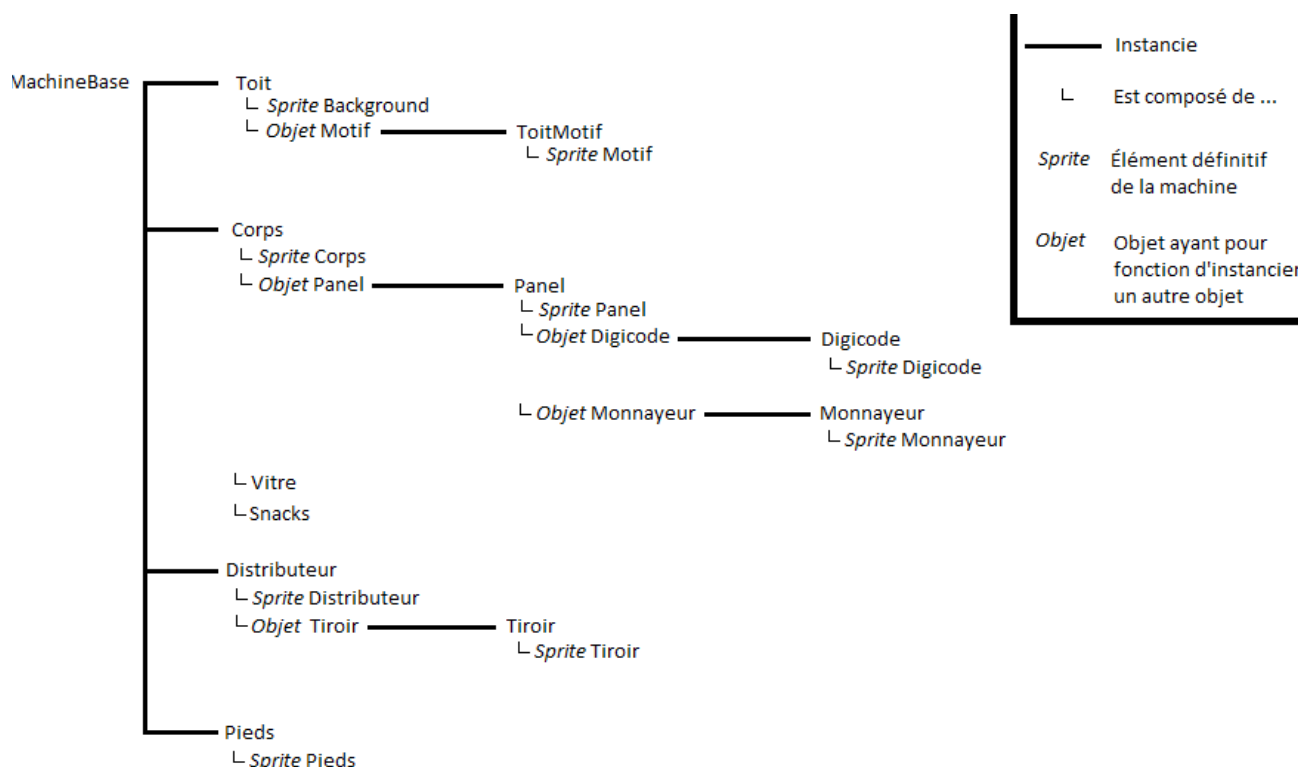 MachineBase
Toit
Sprite Background
Objet Motif
ToitMotif
Sprite Motif
Corps
Sprite Corps
Objet Panel
Panel
Sprite Panel
Objet Digicode
Digicode
Sprite Digicode
Objet Monnayeur
Monnayeur
Sprite Monnayeur
Vitre
Snacks
Distributeur
Sprite Distributeur
Objet Tiroir
Tiroir
Sprite Tiroir
Pieds
Sprite Pieds
Instancie
Est composé de ...
Sprite Élément définitif
de la machine
Objet Objet ayant pour
fonction d'instancier
un autre objet